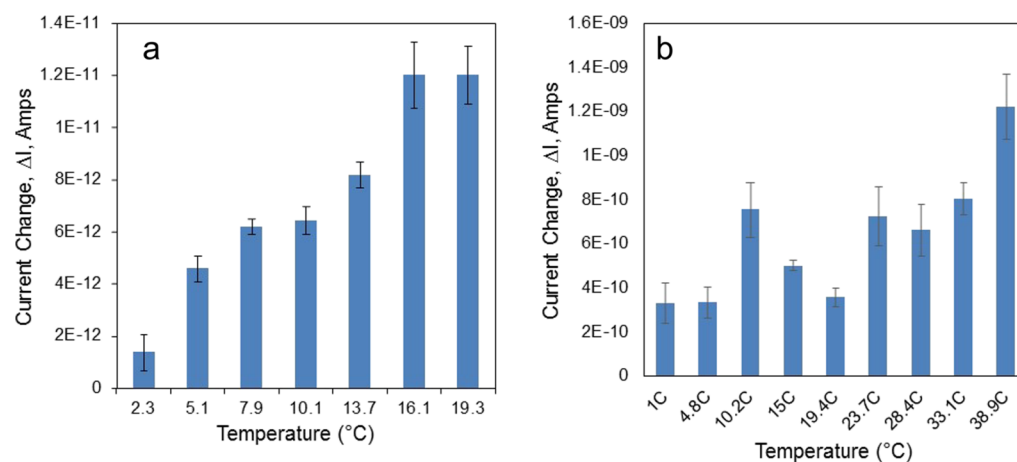 a
1.4E-11
1.2E-11
1E-11
8E-12
6E-12
4E-12
2E-12
0
Current Change, ΔI, Amps
2.3 5.1 7.9 10.1 13.7 16.1 19.3
Temperature (°C)
b
1.6E-09
1.4E-09
1.2E-09
1E-09
8E-10
6E-10
4E-10
2E-10
0
Current Change, ΔI, Amps
1C 4.8C 10.2C 15C 19.4C 23.7C 28.4C 33.1C 38.9C
Temperature (°C)